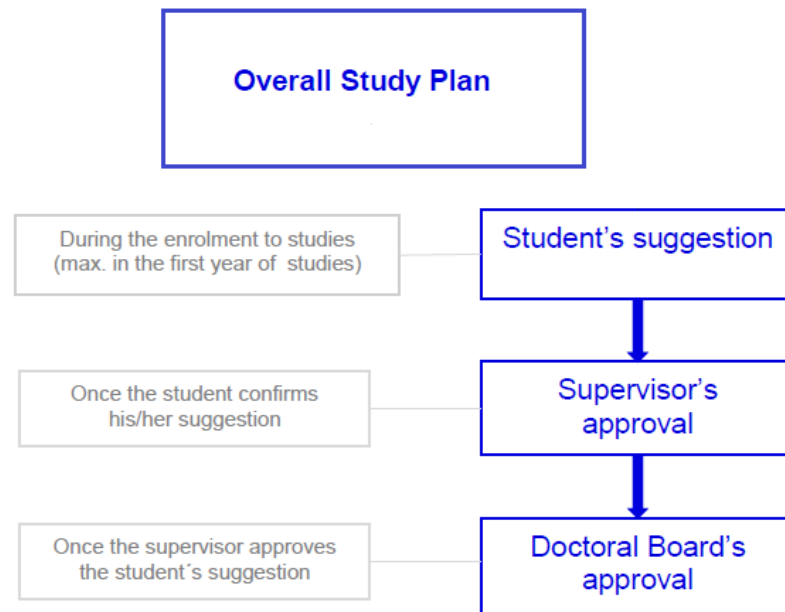 Overall Study Plan
During the enrolment to studies
(max. in the first year of studies)
Student’s suggestion
Once the student confirms
his/her suggestion
Supervisor’s
approval
Once the supervisor approves
the student´s suggestion
Doctoral Board’s
approval